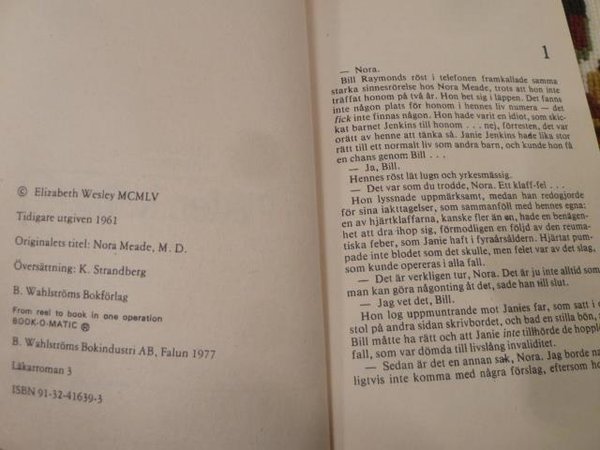 © Elizabeth Wesley MCMLV
Tidigare utgiven 1961
Originalets titel: Nora Meade, M. D.
Översättning: K. Strandberg
B. Wahlströms Bokförlag
From reel to book in one operation
BOOK-O-MATIC ®
B. Wahlströms Bokindustri AB, Falun 1977
Läkarroman 3
ISBN 91-32-41639-3
1
— Nora.
Bill Raymonds röst i telefonen framkallade samma
starka sinnesrörelse hos Nora Meade, trots att hon inte
träffat honom på två år. Hon bet sig i läppen. Det fanns
inte någon plats för honom i hennes liv numera — det
fick inte finnas någon. Hon hade varit en idiot, som skic-
kat barnet Jenkins till honom . . . nej, förresten, det var
orätt av henne att tänka så. Janie Jenkins hade lika stor
rätt till ett normalt liv som andra barn, och kunde hon få
en chans genom Bill . . .
— Ja, Bill.
Hennes röst lät lugn och yrkesmässig.
— Det var som du trodde, Nora. Ett klaff-fel . . .
Hon lyssnade uppmärksamt, medan han redogjorde
för sina iakttagelser, som sammanföll med hennes egna:
en av hjärtklaffarna, kanske fler än en, hade en benägen-
het att dra ihop sig, förmodligen en följd av den reuma-
tiska feber, som Janie haft i fyraårsåldern. Hjärtat pum-
pade inte blodet som det skulle, men felet var av det slag,
som kunde opereras i alla fall.
— Det är verkligen tur, Nora. Det är ju inte alltid som
man kan göra någonting åt det, sade han till slut.
— Jag vet det, Bill.
Hon log uppmuntrande mot Janies far, som satt i
stol på andra sidan skrivbordet, och bad en stilla bön,
Bill måtte ha rätt och att Janie inte tillhörde de
fall, som var dömda till livslång invaliditet.
— Sedan är det en annan sak, Nora. Jag borde
ligtvis inte komma med några förslag, eftersom